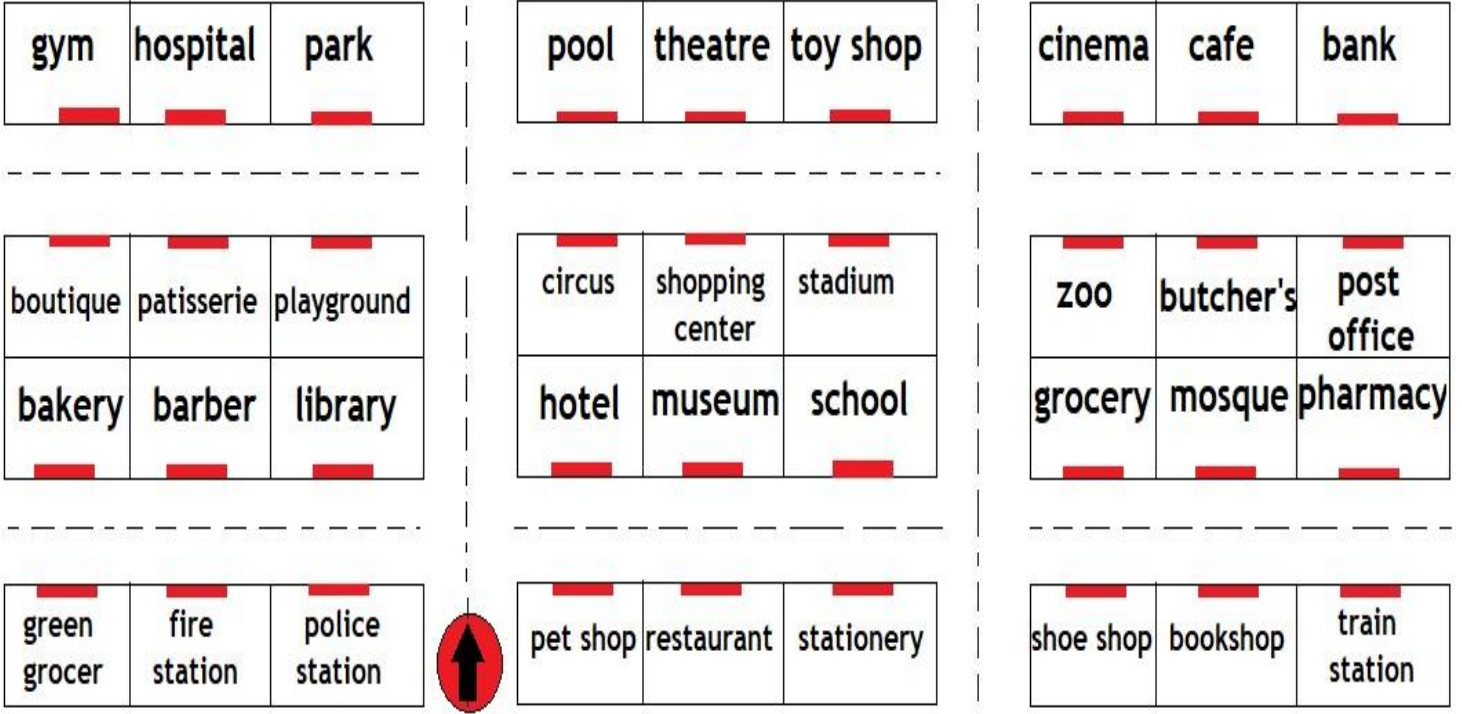 gym hospital park pool theatre toy shop cinema cafe bank
boutique patisserie playground circus shopping center stadium zoo butcher's post office
bakery barber library hotel museum school grocery mosque pharmacy
green grocer fire station police station pet shop restaurant stationery shoe shop bookshop train station